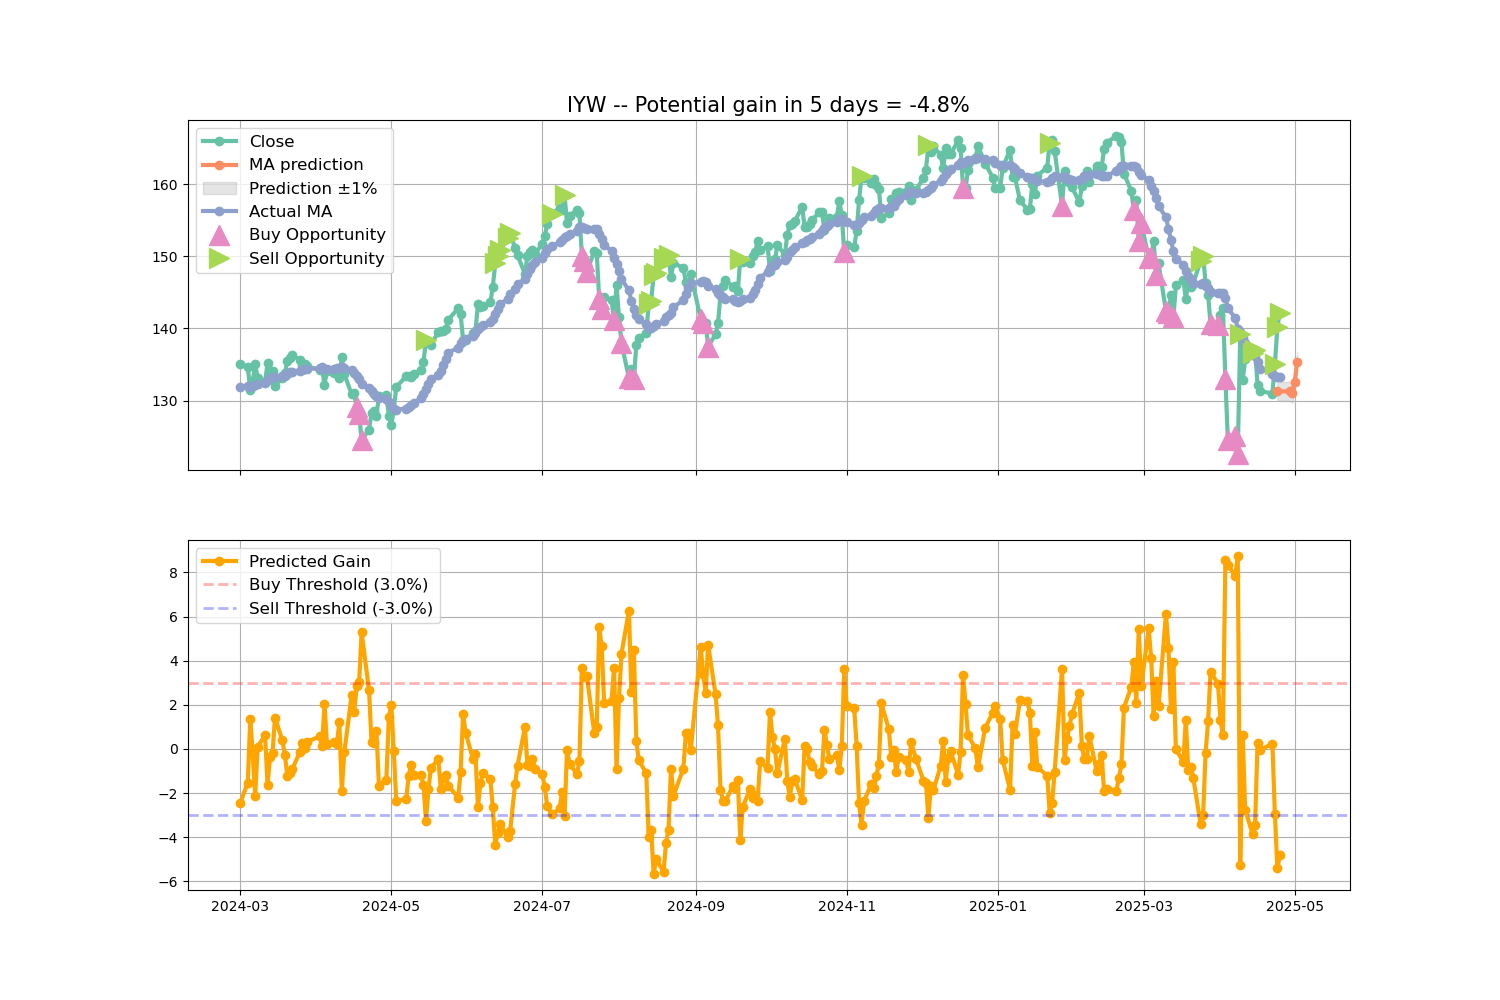 IYW -- Potential gain in 5 days = -4.8%
Close
MA prediction
Prediction ±1%
Actual MA
Buy Opportunity
Sell Opportunity
160
150
140
130
Predicted Gain
Buy Threshold (3.0%)
Sell Threshold (-3.0%)
8
6
4
2
0
−2
−4
−6
2024-03 2024-05 2024-07 2024-09 2024-11 2025-01 2025-03 2025-05